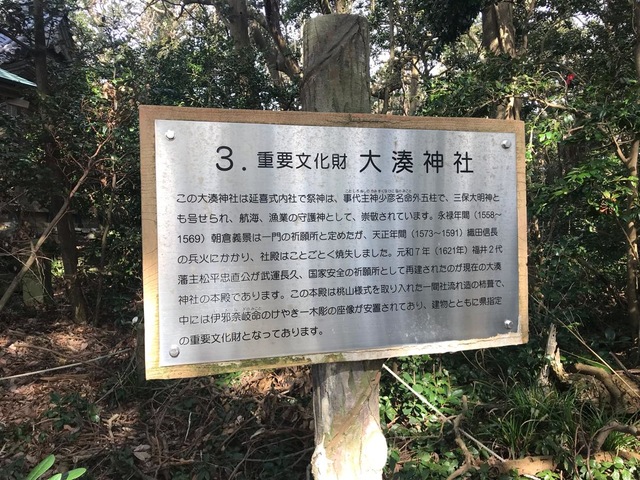 3．重要文化財 大湊神社
この大湊神社は延喜式内社で祭神は、事代主神少彦名命外五柱で、三保大明神と
も号せられ、航海、漁業の守護神として、崇敬されています。永禄年間（1558〜
1569）朝倉義景は一門の祈願所と定めたが、天正年間（1573〜1591）織田信長
の兵火にかかり、社殿はことごとく焼失しました。元和7年（1621年）福井2代
藩主松平忠直公が武運長久、国家安全の祈願所として再建されたのが現在の大湊
神社の本殿であります。この本殿は桃山様式を取り入れた一間社流れ造の柿葺で、
中には伊邪奈岐命のけやき一木彫の座像が安置されており、建物とともに県指定
の重要文化財となっております。